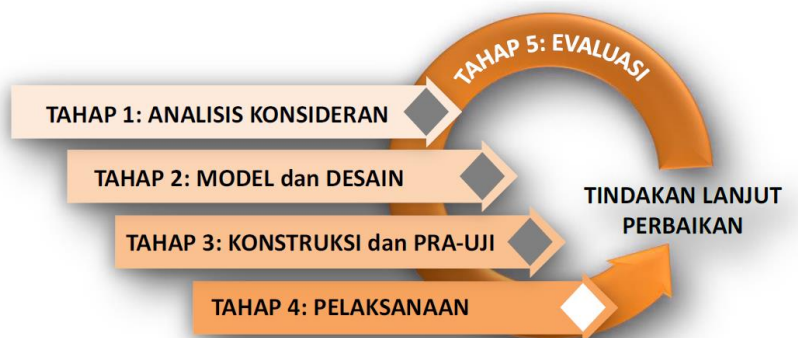 TAHAP 5: EVALUASI
TAHAP 1: ANALISIS KONSIDERAN
TAHAP 2: MODEL dan DESAIN
TAHAP 3: KONSTRUKSI dan PRA-UJI
TAHAP 4: PELAKSANAAN
TINDAKAN LANJUT
PERBAIKAN